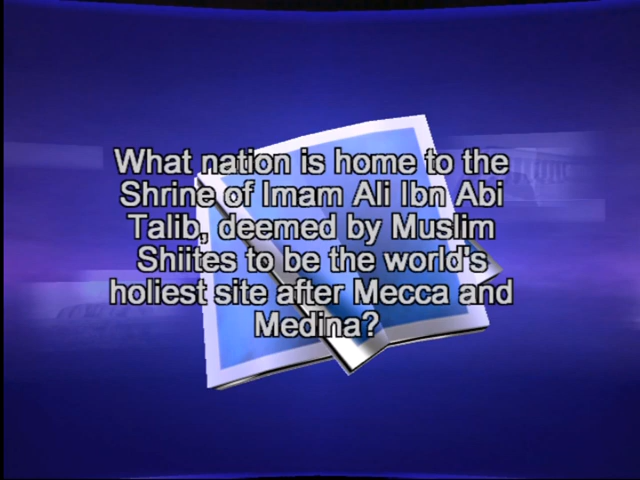 What nation is home to the
Shrine of Imam Ali Ibn Abi
Talib, deemed by Muslim
Shiites to be the world's
holiest site after Mecca and
Medina?